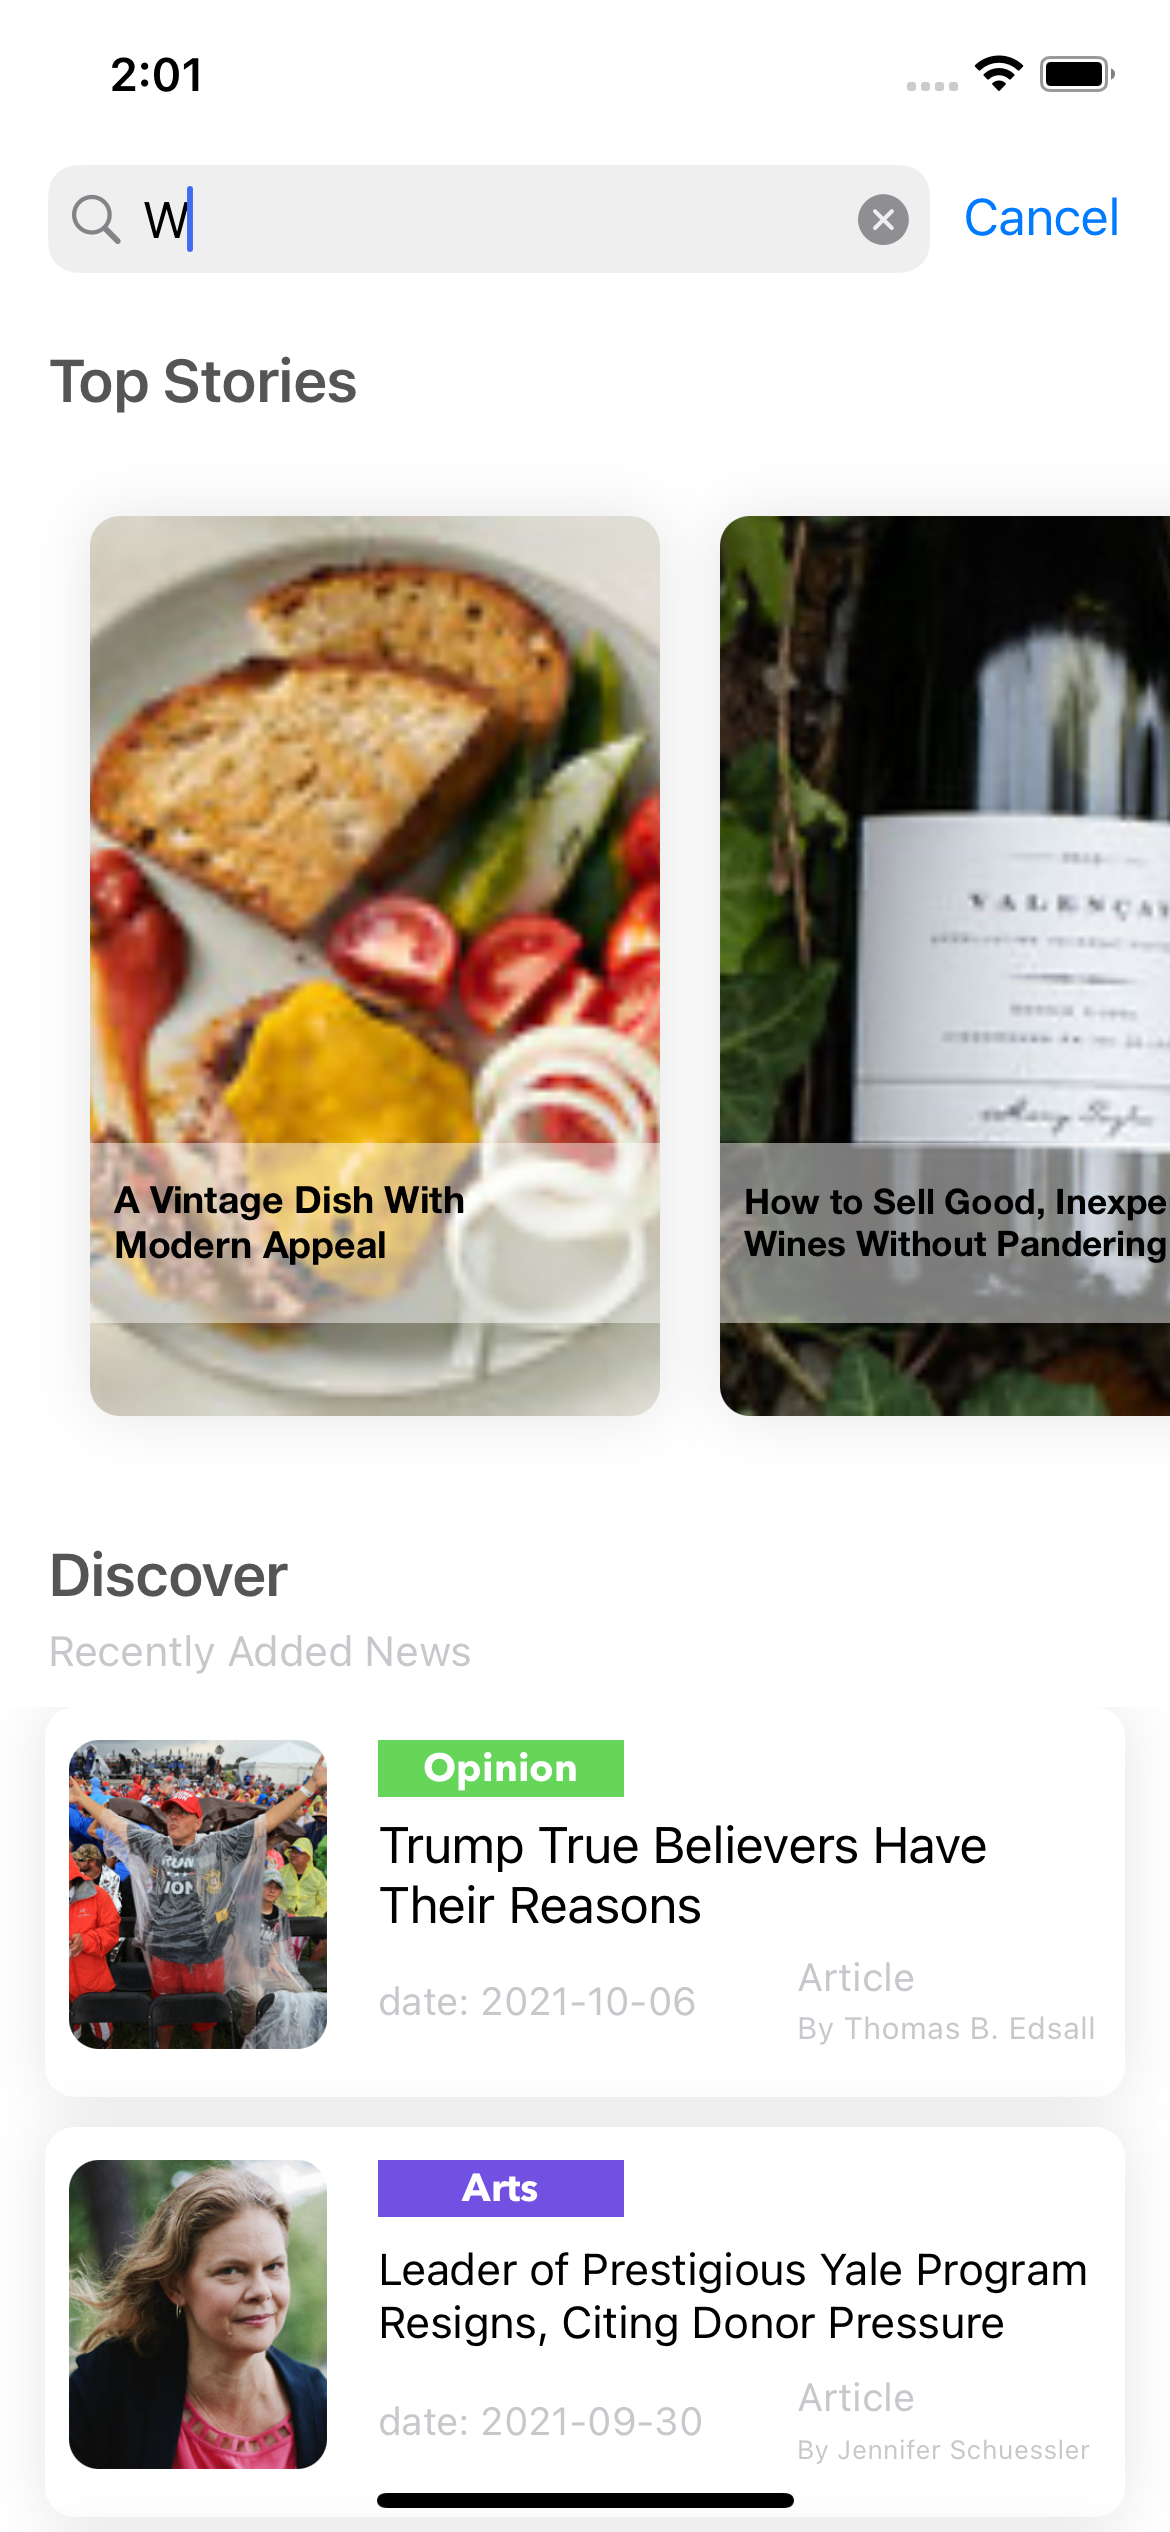 2:01
W
Cancel
Top Stories
VALENÇAY
A Vintage Dish With
Modern Appeal
How to Sell Good, Inexpe
Wines Without Pandering
Discover
Recently Added News
Opinion
Trump True Believers Have
Their Reasons
date: 2021-10-06
Article
By Thomas B. Edsall
Arts
Leader of Prestigious Yale Program
Resigns, Citing Donor Pressure
date: 2021-09-30
Article
By Jennifer Schuessler